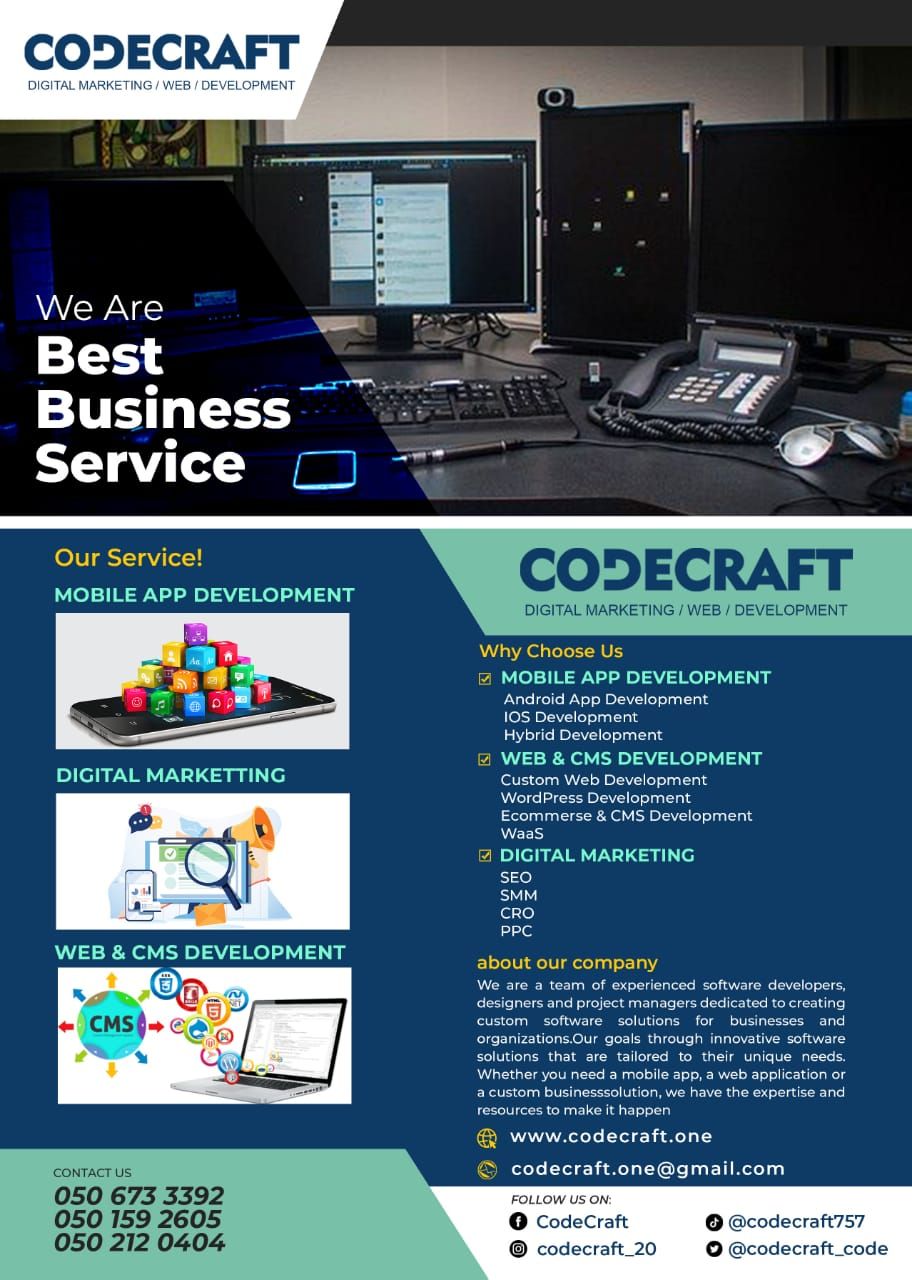 CODECRAFT
DIGITAL MARKETING / WEB / DEVELOPMENT
We Are
Best
Business
Service
Our Service!
MOBILE APP DEVELOPMENT
DIGITAL MARKETTING
WEB & CMS DEVELOPMENT
CMS
CODECRAFT
DIGITAL MARKETING / WEB / DEVELOPMENT
Why Choose Us
MOBILE APP DEVELOPMENT
Android App Development
IOS Development
Hybrid Development
WEB & CMS DEVELOPMENT
Custom Web Development
WordPress Development
Ecommerse & CMS Development
WaaS
DIGITAL MARKETING
SEO
SMM
CRO
PPC
about our company
We are a team of experienced software developers,
designers and project managers dedicated to creating
custom software solutions for businesses and
organizations.Our goals through innovative software
solutions that are tailored to their unique needs.
Whether you need a mobile app, a web application or
a custom businesssolution, we have the expertise and
resources to make it happen
www.codecraft.one
codecraft.one@gmail.com
CONTACT US
050 673 3392
050 159 2605
050 212 0404
FOLLOW US ON:
CodeCraft
@codecraft757
codecraft_20
@codecraft_code